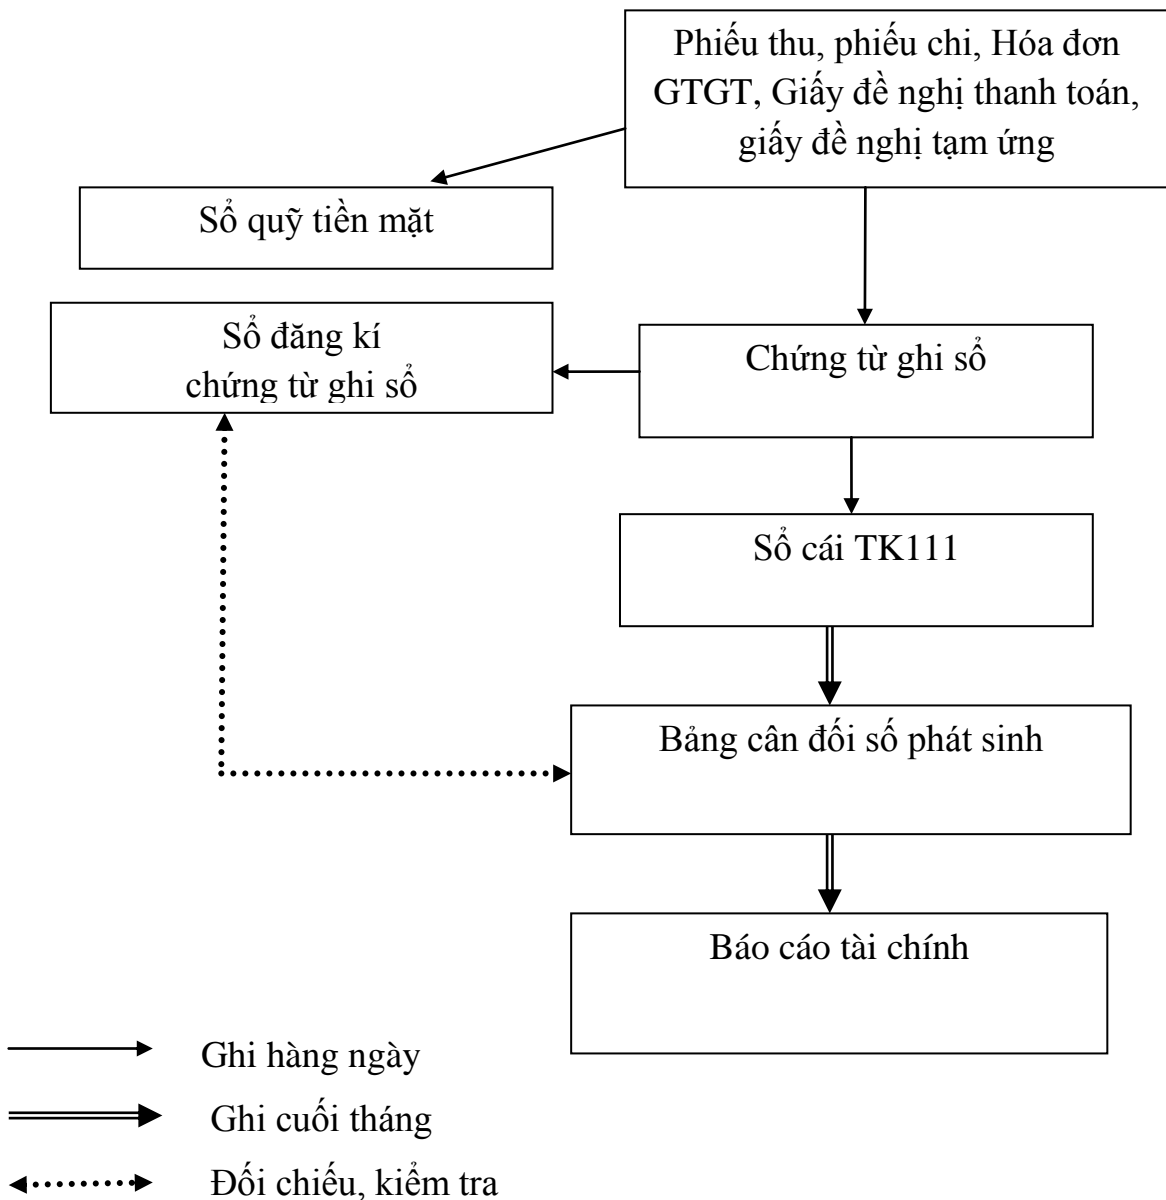 Phiếu thu, phiếu chi, Hóa đơn
GTGT, Giấy đề nghị thanh toán,
giấy đề nghị tạm ứng
Sổ quỹ tiền mặt
Sổ đăng kí
chứng từ ghi sổ
Chứng từ ghi sổ
Sổ cái TK111
Bảng cân đối số phát sinh
Báo cáo tài chính
Ghi hàng ngày
Ghi cuối tháng
Đối chiếu, kiểm tra